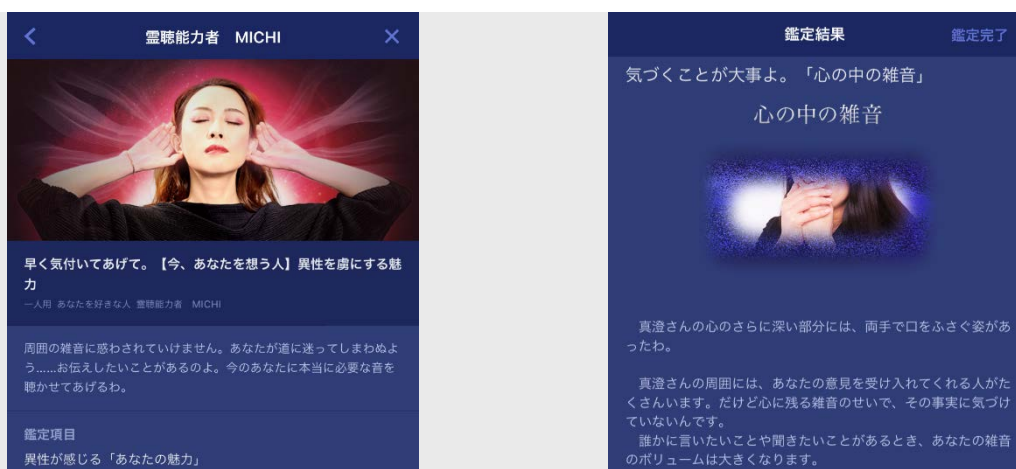 霊聴能力者　MICHI
早く気付いてあげて。【今、あなたを想う人】異性を虜にする魅
力
一人用 あなたを好きな人 霊聴能力者　MICHI
周囲の雑音に惑わされていけません。あなたが道に迷ってしまわぬよ
う......お伝えしたいことがあるのよ。今のあなたに本当に必要な音を
聴かせてあげるわ。
鑑定項目
異性が感じる「あなたの魅力」
鑑定結果
鑑定完了
気づくことが大事よ。「心の中の雑音」
心の中の雑音
真澄さんの心のさらに深い部分には、両手で口をふさぐ姿があ
ったわ。
真澄さんの周囲には、あなたの意見を受け入れてくれる人がた
くさんいます。だけど心に残る雑音のせいで、その事実に気づけ
ていないんです。
誰かに言いたいことや聞きたいことがあるとき、あなたの雑音
のボリュームは大きくなります。